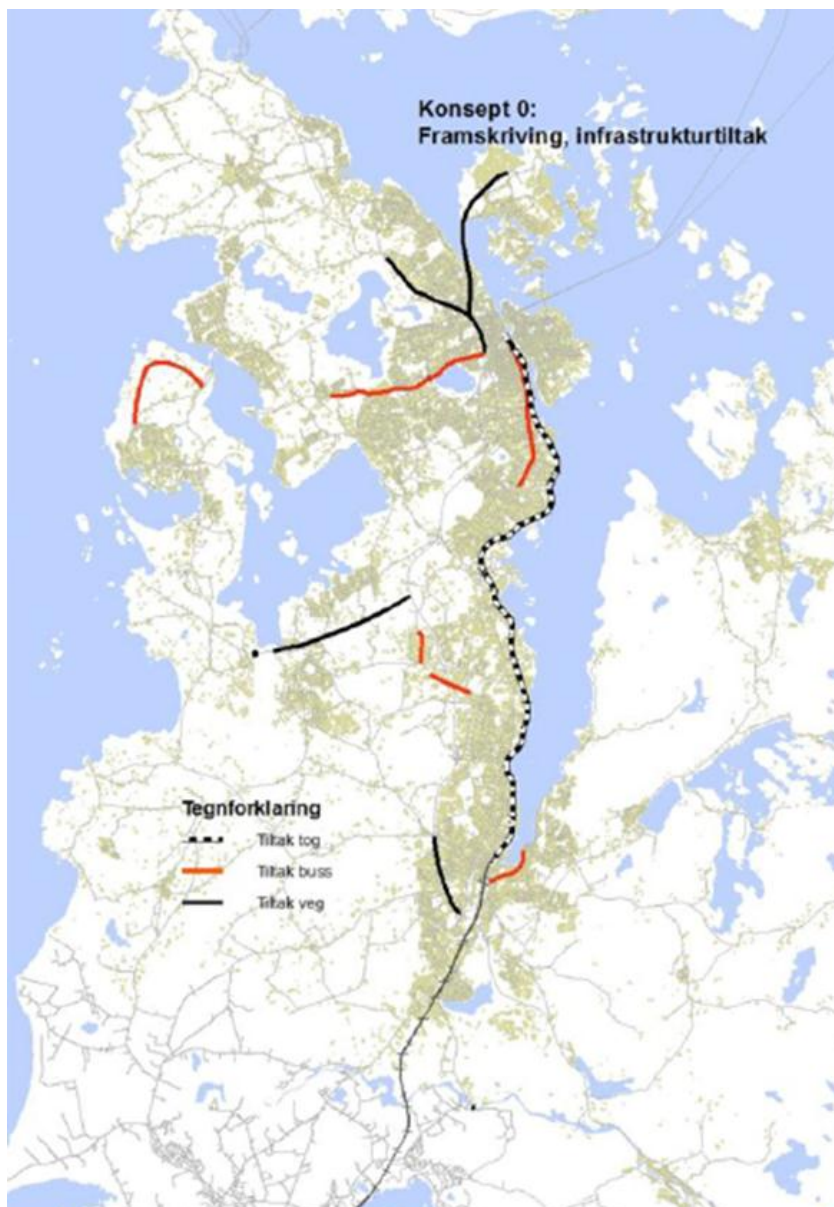 Konsept 0:
Framskriving, infrastrukturtiltak
Tegnforklaring
Tiltak tog
Tiltak buss
Tiltak veg